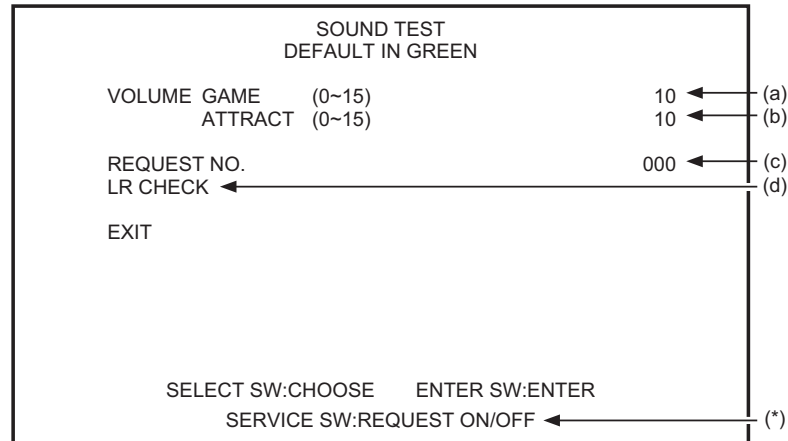 SOUND TEST
DEFAULT IN GREEN
VOLUME GAME (0~15) 10 (a)
ATTRACT (0~15) 10 (b)
REQUEST NO. 000 (c)
LR CHECK (d)
EXIT
SELECT SW:CHOOSE ENTER SW:ENTER
SERVICE SW:REQUEST ON/OFF (*)